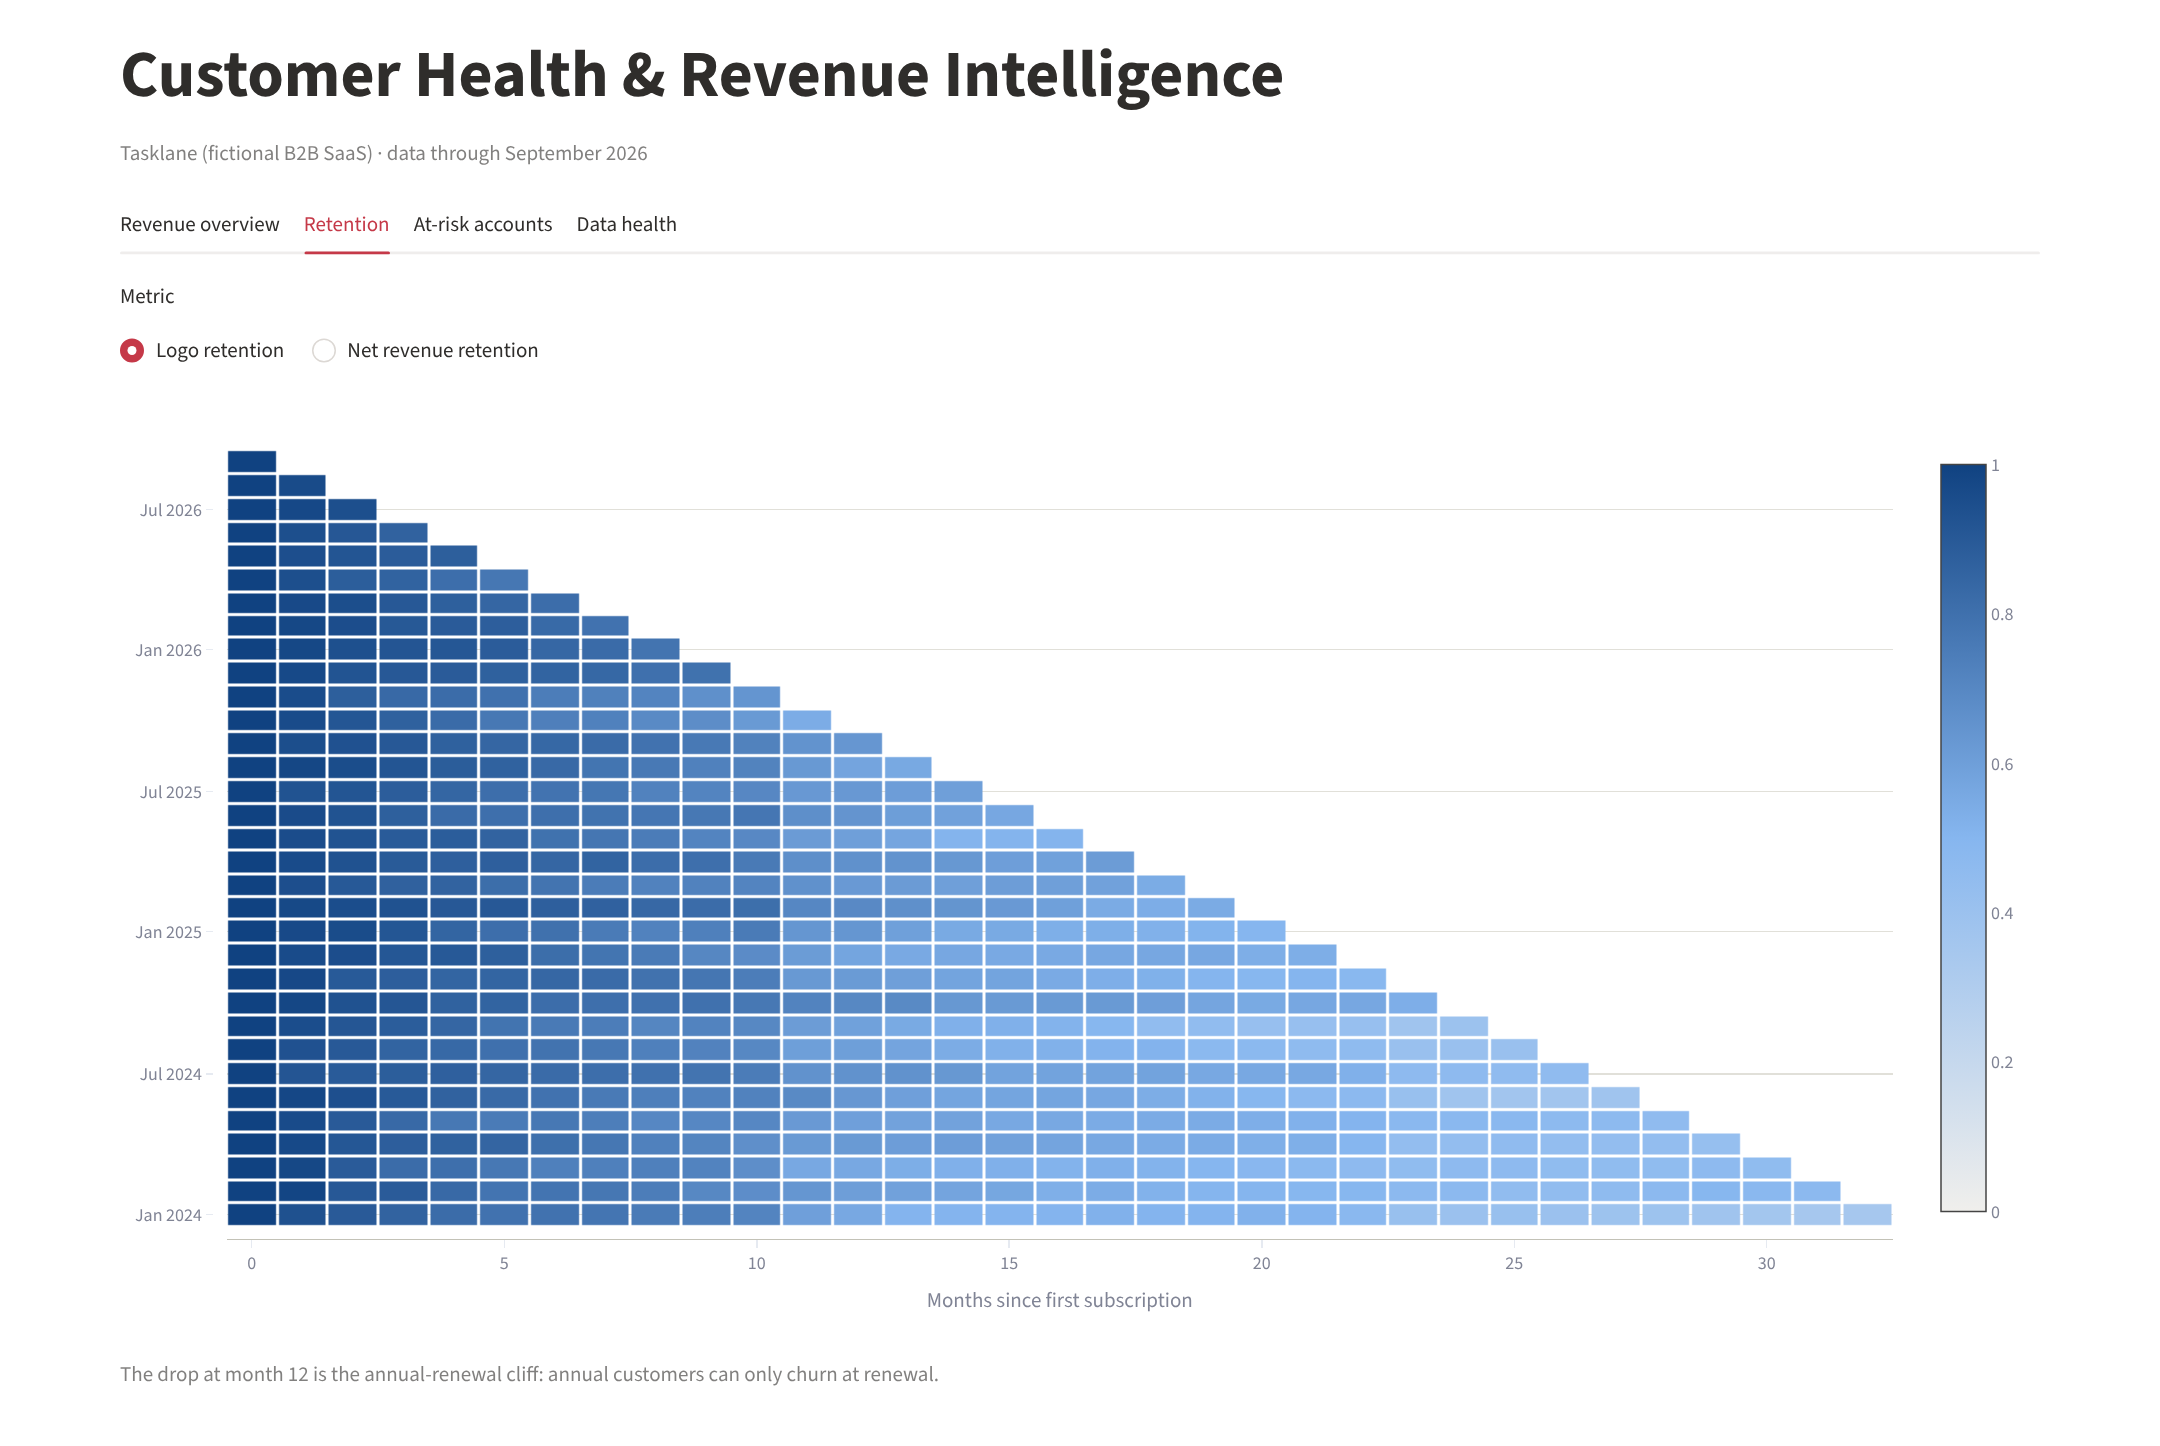 Customer Health & Revenue Intelligence
Tasklane (fictional B2B SaaS) · data through September 2026
Revenue overview Retention At-risk accounts Data health
Metric
Logo retention Net revenue retention
1
Jul 2026
0.8
Jan 2026
0.6
Jul 2025
0.4
Jan 2025
0.2
Jul 2024
Jan 2024
0
0 5 10 15 20 25 30
Months since first subscription
The drop at month 12 is the annual-renewal cliff: annual customers can only churn at renewal.